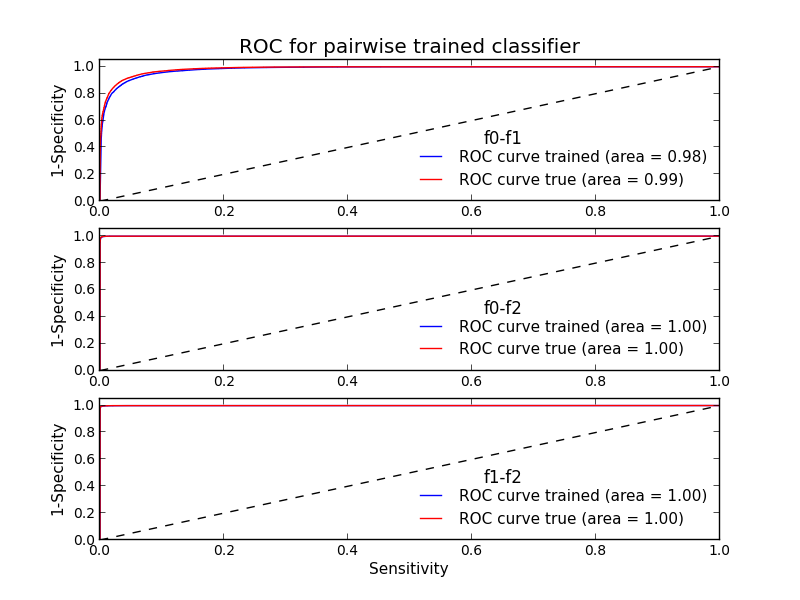 ROC for pairwise trained classifier
1.0
0.8
0.6
0.4
0.2
0.0
1-Specificity
f0-f1
ROC curve trained (area = 0.98)
ROC curve true (area = 0.99)
0.0 0.2 0.4 0.6 0.8 1.0
1.0
0.8
0.6
0.4
0.2
0.0
1-Specificity
f0-f2
ROC curve trained (area = 1.00)
ROC curve true (area = 1.00)
0.0 0.2 0.4 0.6 0.8 1.0
1.0
0.8
0.6
0.4
0.2
0.0
1-Specificity
f1-f2
ROC curve trained (area = 1.00)
ROC curve true (area = 1.00)
0.0 0.2 0.4 0.6 0.8 1.0
Sensitivity